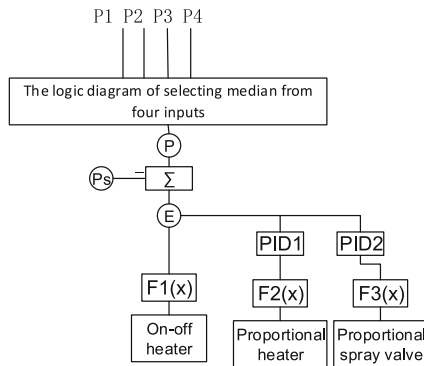 P1 P2 P3 P4
The logic diagram of selecting median from
four inputs
P
Ps
−
Σ
E
PID1
PID2
F1(x)
F2(x)
F3(x)
On-off
heater
Proportional
heater
Proportional
spray valve